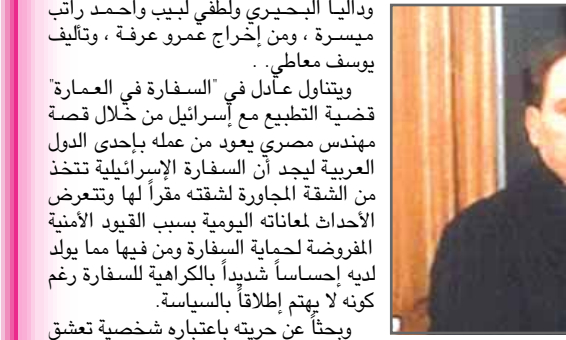 وداليا البحيري ولطفي لبيب واحمد راتب
ميسرة ، ومن إخراج عمرو عرفة ، وتأليف
يوسف معاطي. .
ويتناول عادل في "السفارة في العمارة"
قضية التطبيع مع إسرائيل من خلال قصة
مهندس مصري يعود من عمله بإحدى الدول
العربية ليجد أن السفارة الإسرائيلية تتخذ
من الشقة المجاورة لشقته مقراً لها وتتعرض
الأحداث لمعاناته اليومية بسبب القيود الأمنية
المفروضة لحماية السفارة ومن فيها مما يولد
لديه إحساساً شديداً بالكراهية للسفارة رغم
كونه لا يهتم إطلاقاً بالسياسة.
وبحثاً عن حريته باعتباره شخصية تعشق